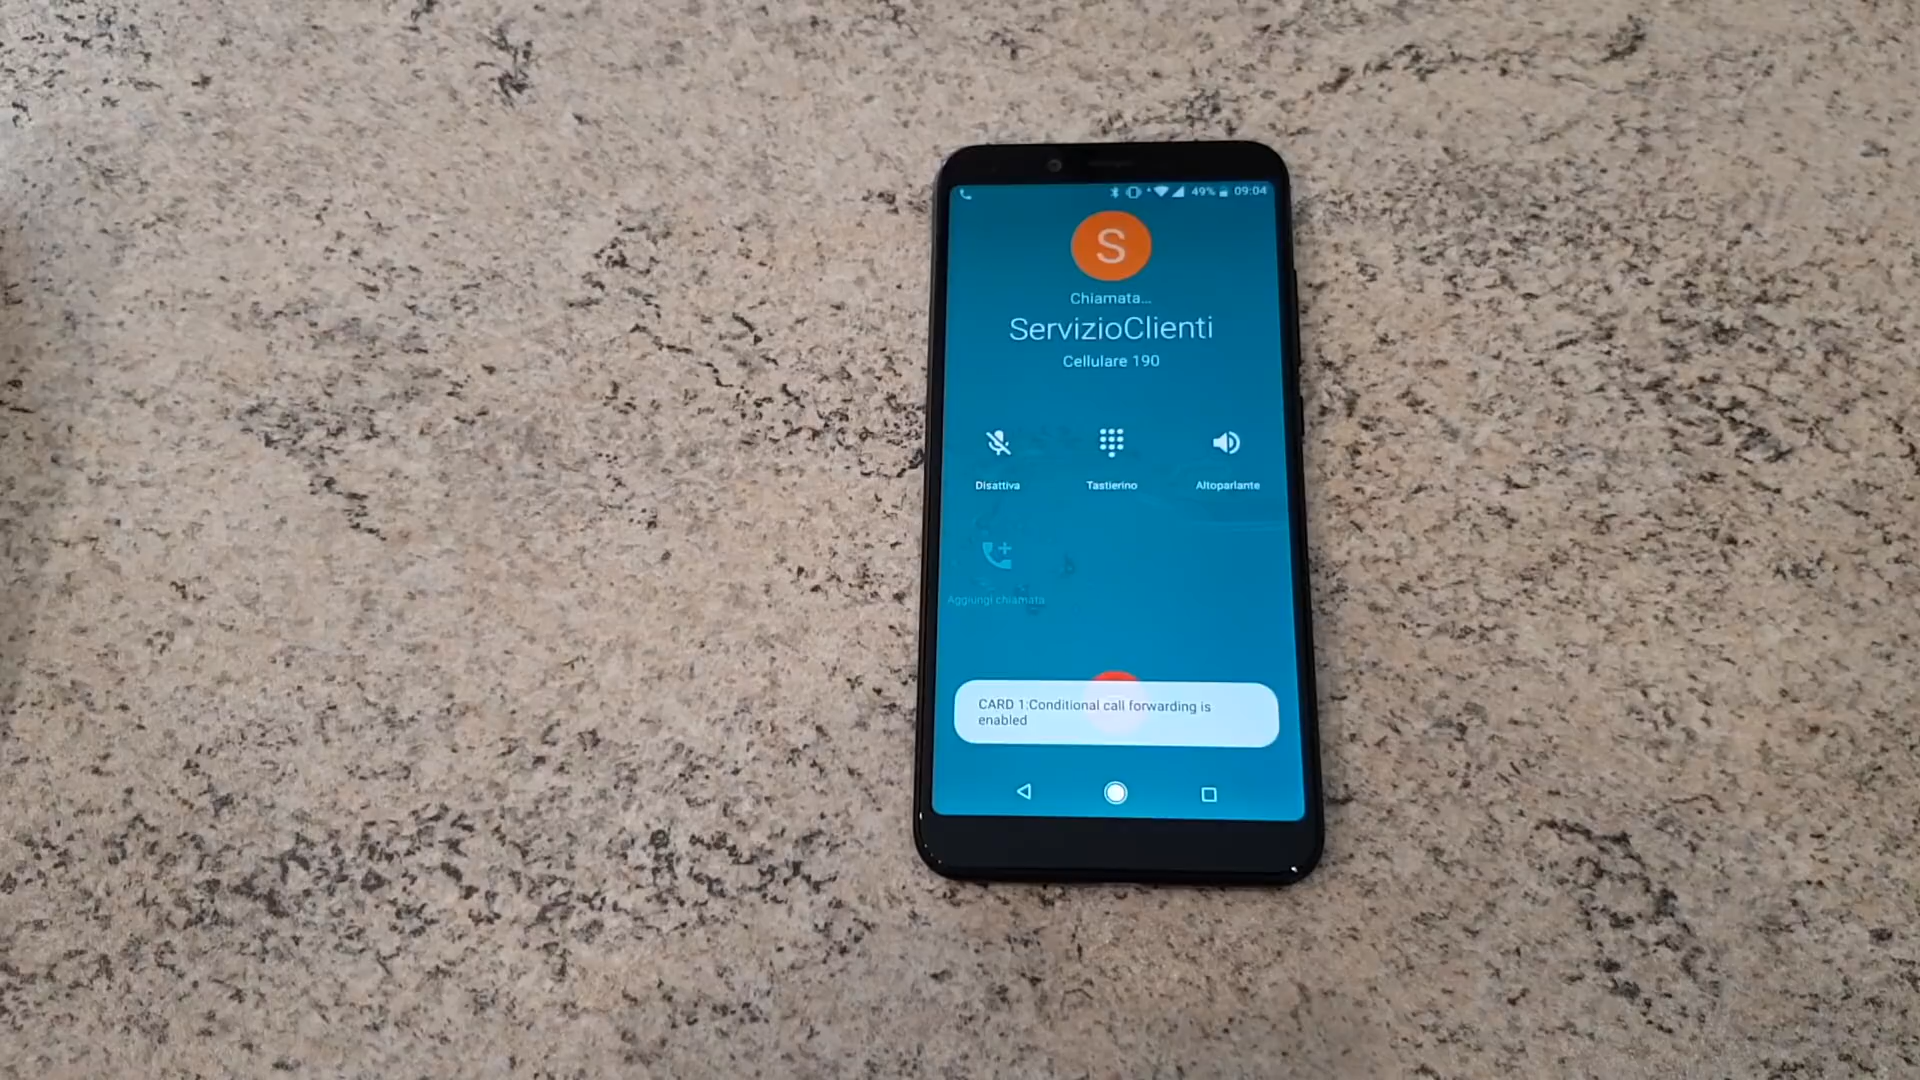 49% 09:04
S
Chiamata...
ServizioClienti
Cellulare 190
Disattiva
Tastierino
Altoparlante
Aggiungi chiamata
CARD 1:Conditional call forwarding is
enabled